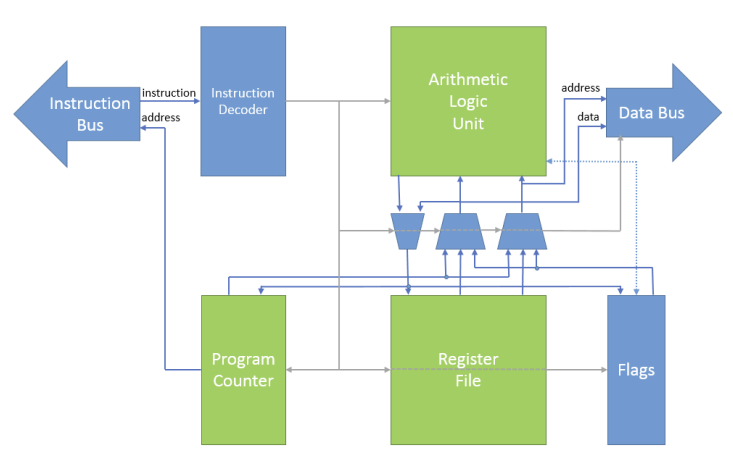 Instruction
Bus
instruction
address
Instruction
Decoder
Arithmetic
Logic
Unit
address
data
Data Bus
Program
Counter
Register
File
Flags